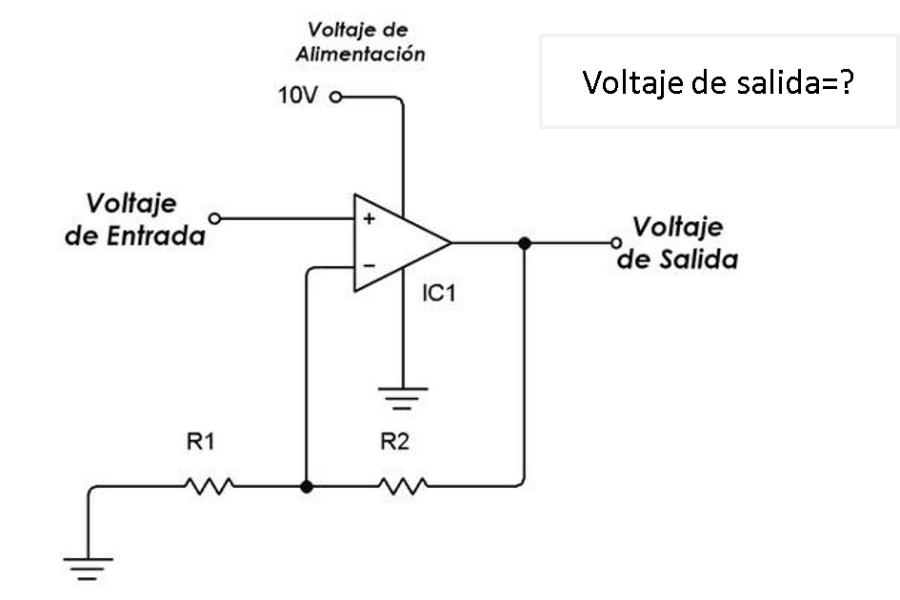 Voltaje de
Alimentación
10V
Voltaje de salida=?
Voltaje
de Entrada
+
−
IC1
Voltaje
de Salida
R1
R2